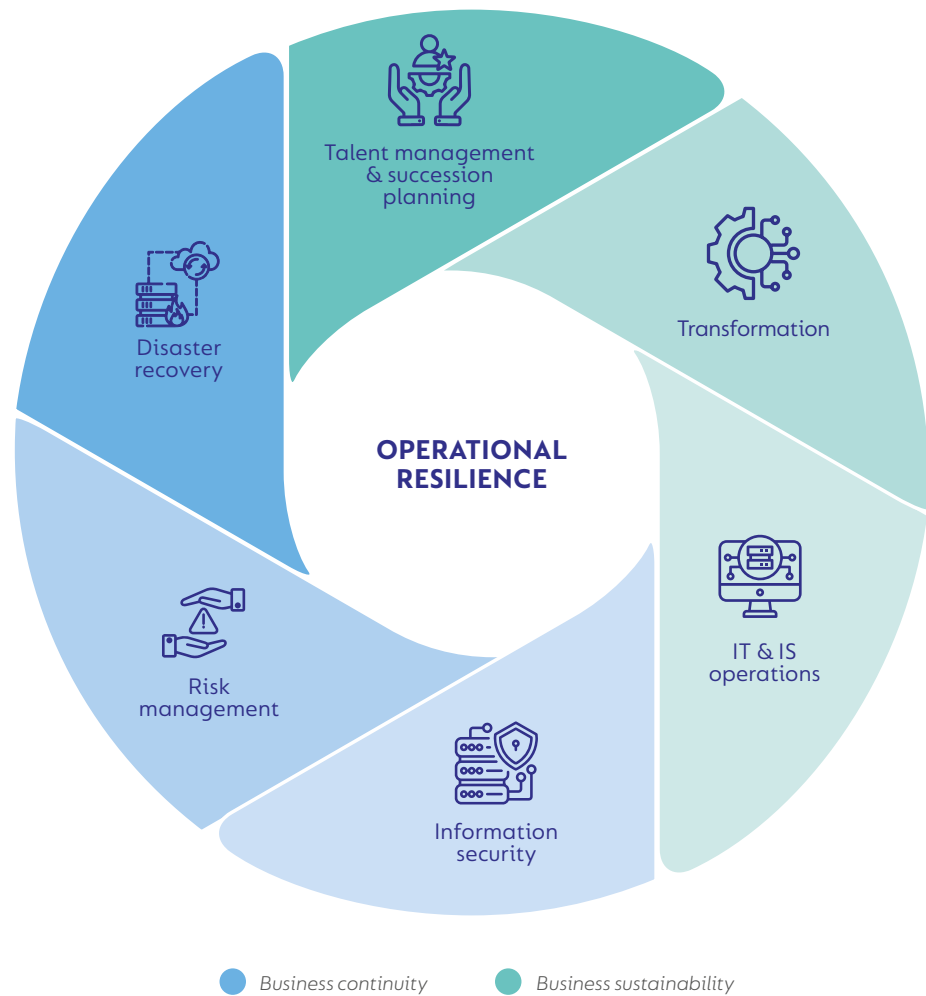 Talent management
& succession
planning
Transformation
Disaster
recovery
OPERATIONAL
RESILIENCE
IT & IS
operations
Risk
management
Information
security
Business continuity
Business sustainability